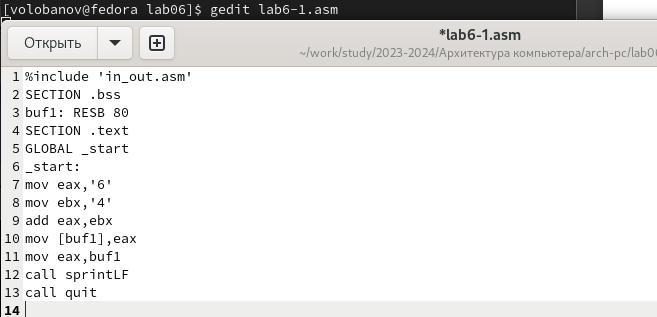 [volobanov@fedora lab06]$ gedit lab6-1.asm
Открыть
*lab6-1.asm
~/work/study/2023-2024/Архитектура компьютера/arch-pc/lab0
1 %include 'in_out.asm'
2 SECTION .bss
3 buf1: RESB 80
4 SECTION .text
5 GLOBAL _start
6 _start:
7 mov eax,'6'
8 mov ebx,'4'
9 add eax,ebx
10 mov [buf1],eax
11 mov eax,buf1
12 call sprintLF
13 call quit
14